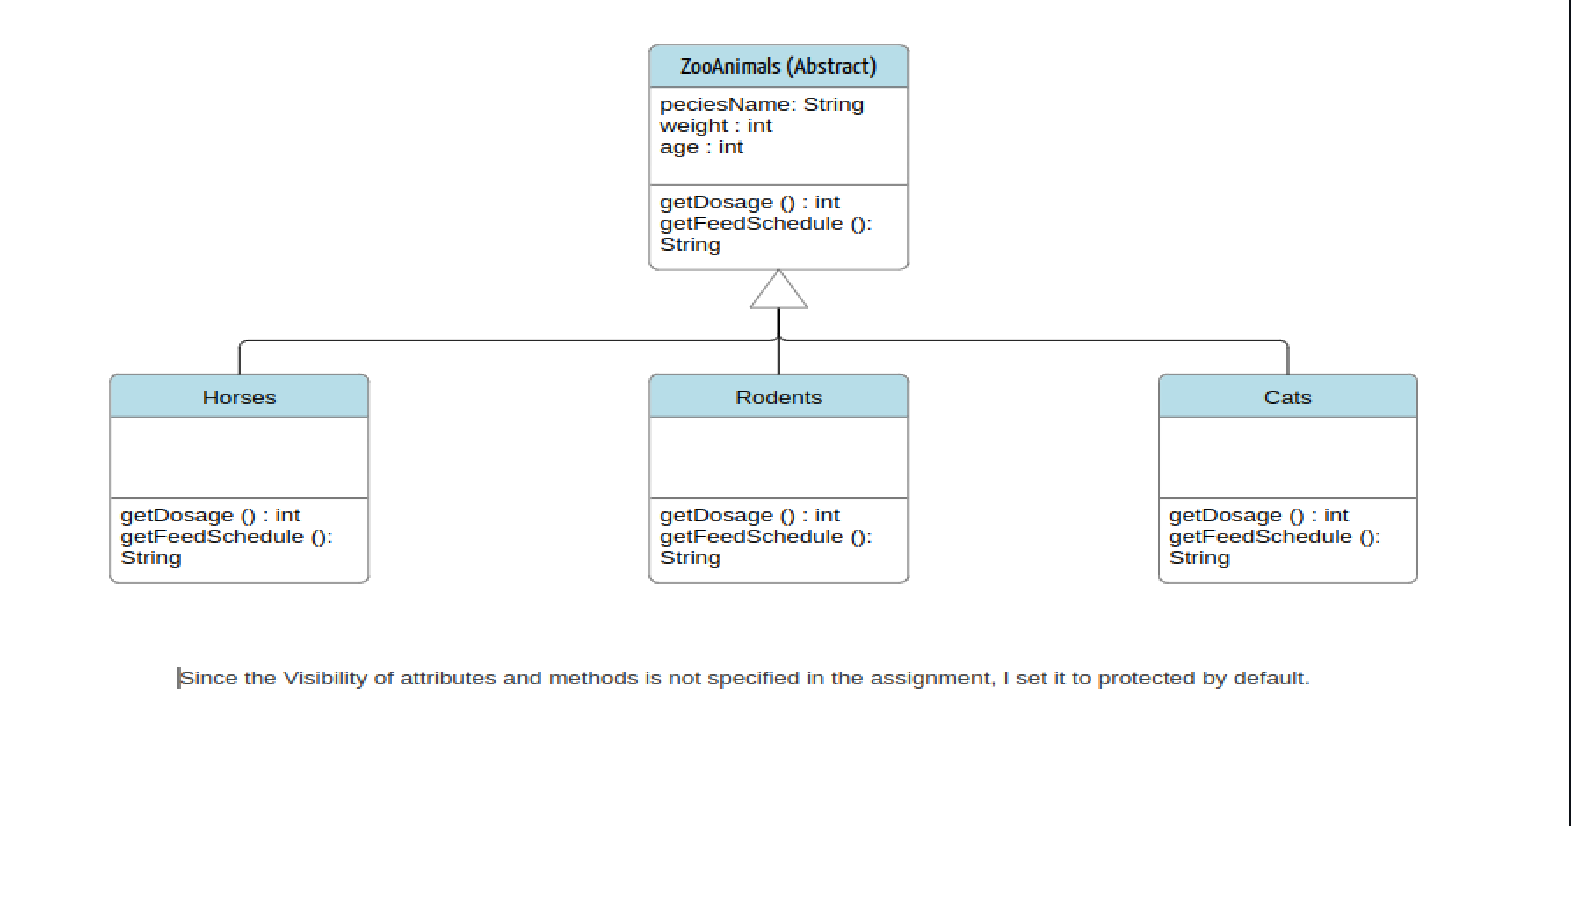 ZooAnimals (Abstract)
peciesName: String
weight : int
age : int
getDosage () : int
getFeedSchedule ():
String
Horses
getDosage () : int
getFeedSchedule ():
String
Rodents
getDosage () : int
getFeedSchedule ():
String
Cats
getDosage () : int
getFeedSchedule ():
String
Since the Visibility of attributes and methods is not specified in the assignment, I set it to protected by default.